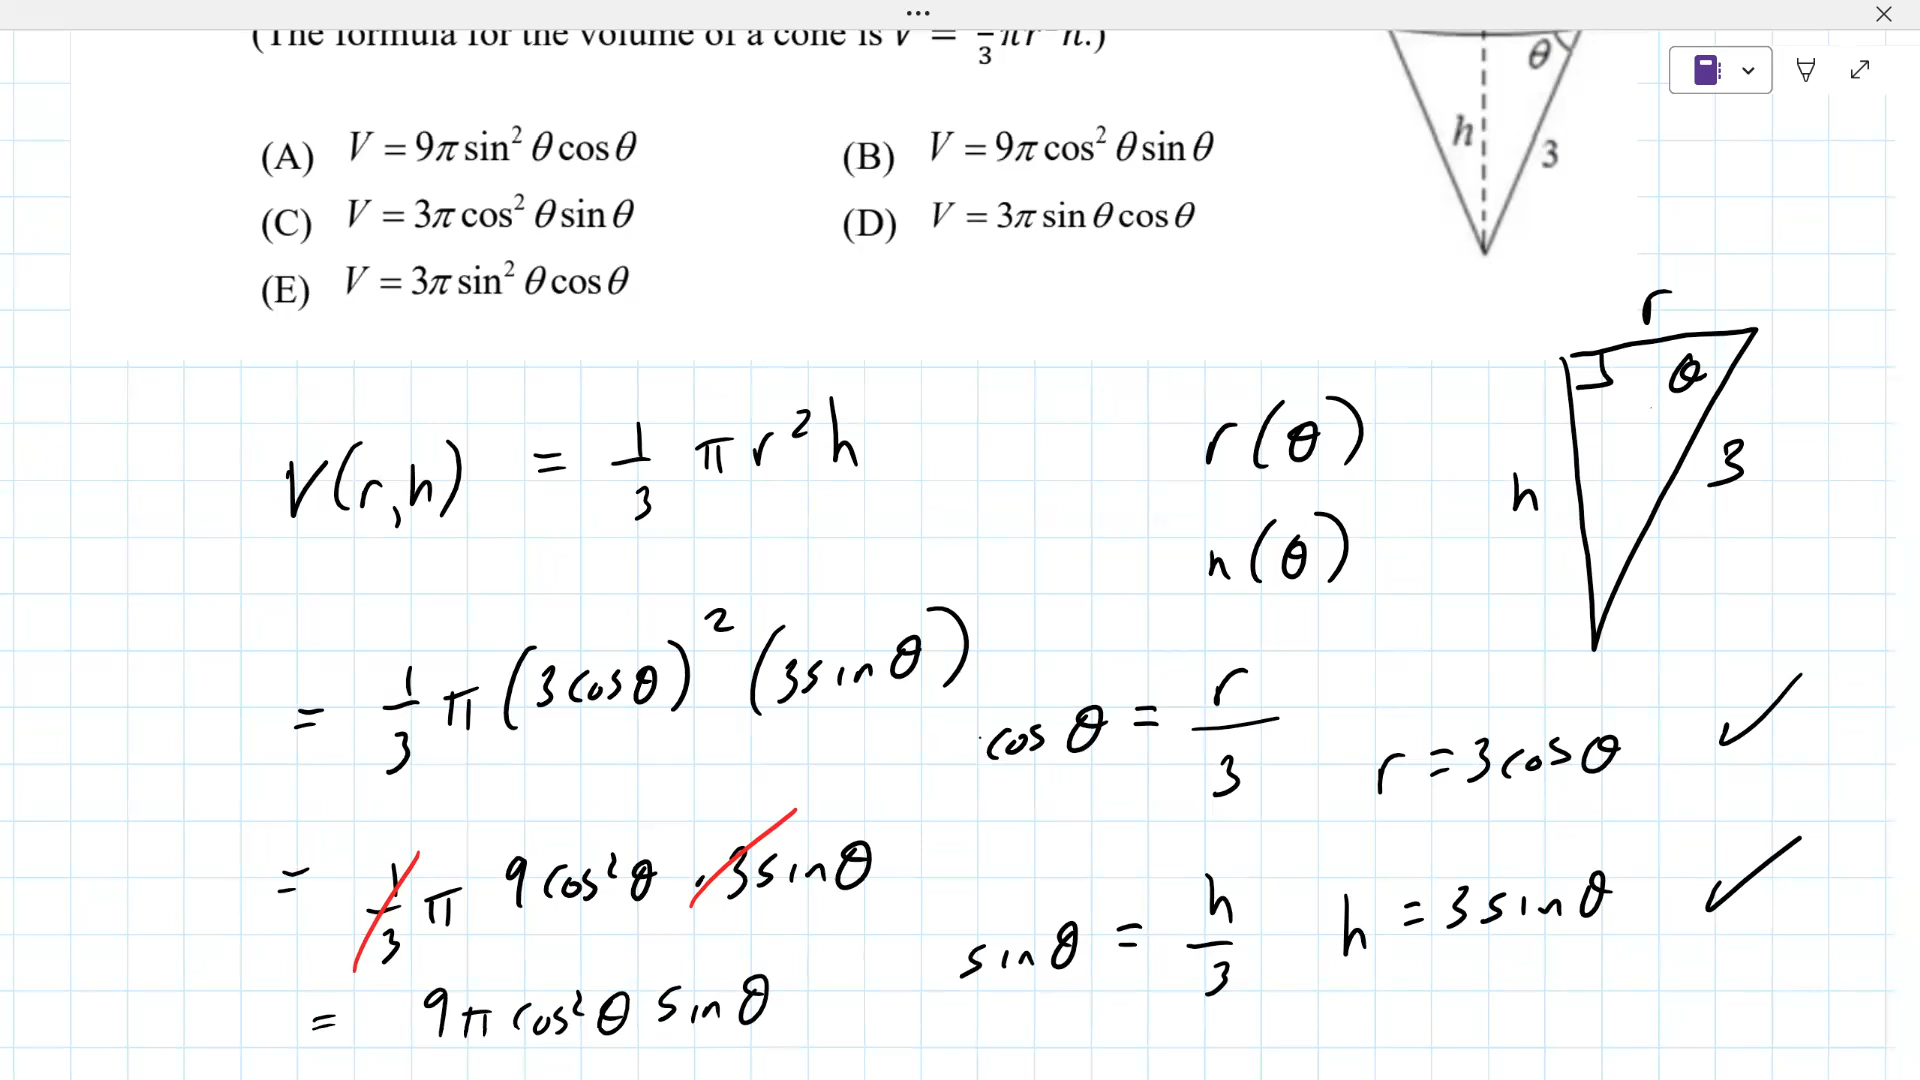 (The formula for the volume of a cone is V = 1/3 πr²h.)
θ
h
3
(A) V = 9π sin² θ cos θ
(B) V = 9π cos² θ sin θ
(C) V = 3π cos² θ sin θ
(D) V = 3π sin θ cos θ
(E) V = 3π sin² θ cos θ
r
θ
h
3
V(r,h) = 1/3 π r² h
r(θ)
h(θ)
= 1/3 π (3cosθ)² (3sinθ)
cos θ = r/3
r = 3cosθ ✓
= 1/3 π 9cos²θ · 3sinθ
sinθ = h/3
h = 3sinθ ✓
= 9π cos²θ sinθ